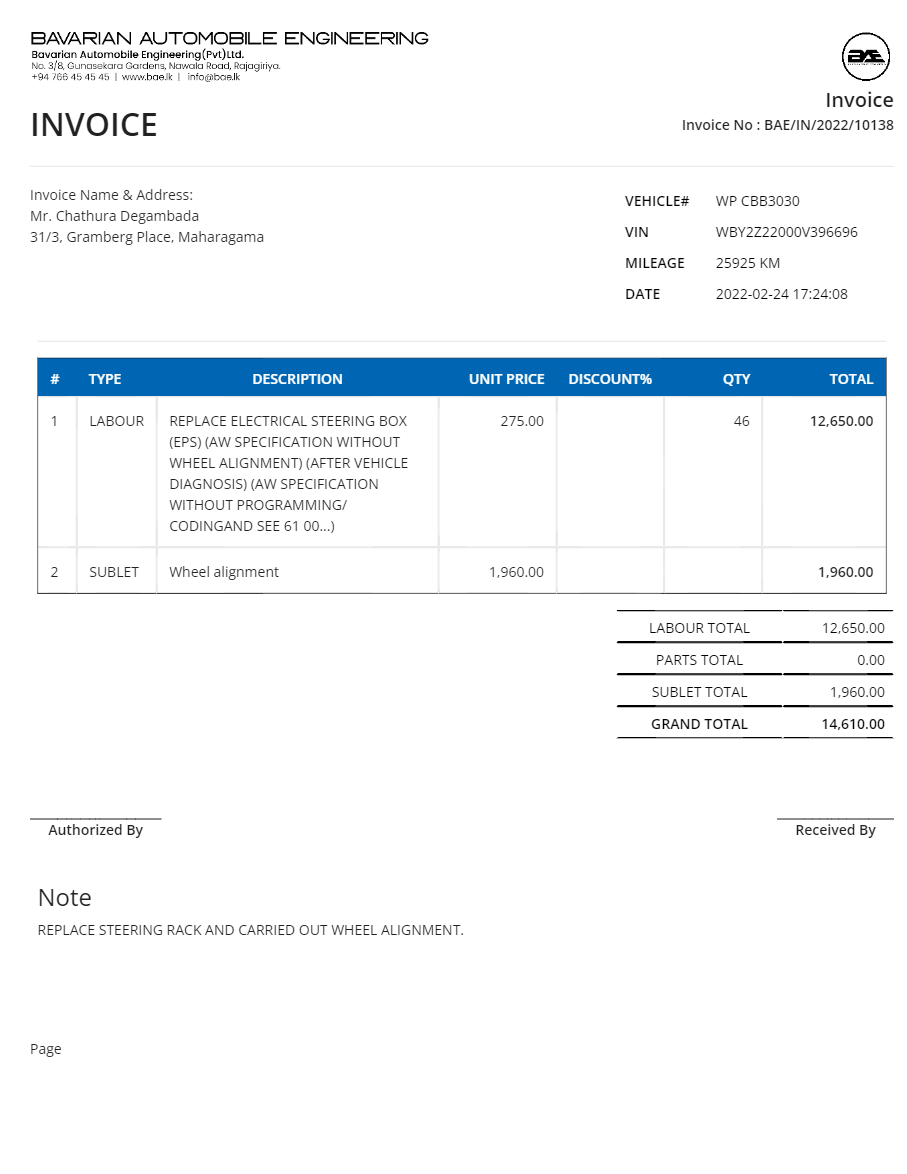 BAVARIAN AUTOMOBILE ENGINEERING
Bavarian Automobile Engineering(Pvt)Ltd.
No. 3/8, Gunasekara Gardens, Nawala Road, Rajagiriya.
+94 766 45 45 45 | www.bae.lk | info@bae.lk
BAE
Invoice
INVOICE
Invoice No : BAE/IN/2022/10138
Invoice Name & Address:
Mr. Chathura Degambada
31/3, Gramberg Place, Maharagama
VEHICLE# WP CBB3030
VIN WBY2Z22000V396696
MILEAGE 25925 KM
DATE 2022-02-24 17:24:08
# TYPE DESCRIPTION UNIT PRICE DISCOUNT% QTY TOTAL
1 LABOUR REPLACE ELECTRICAL STEERING BOX 275.00 46 12,650.00
(EPS) (AW SPECIFICATION WITHOUT
WHEEL ALIGNMENT) (AFTER VEHICLE
DIAGNOSIS) (AW SPECIFICATION
WITHOUT PROGRAMMING/
CODINGAND SEE 61 00...)
2 SUBLET Wheel alignment 1,960.00 1,960.00
LABOUR TOTAL 12,650.00
PARTS TOTAL 0.00
SUBLET TOTAL 1,960.00
GRAND TOTAL 14,610.00
Authorized By Received By
Note
REPLACE STEERING RACK AND CARRIED OUT WHEEL ALIGNMENT.
Page